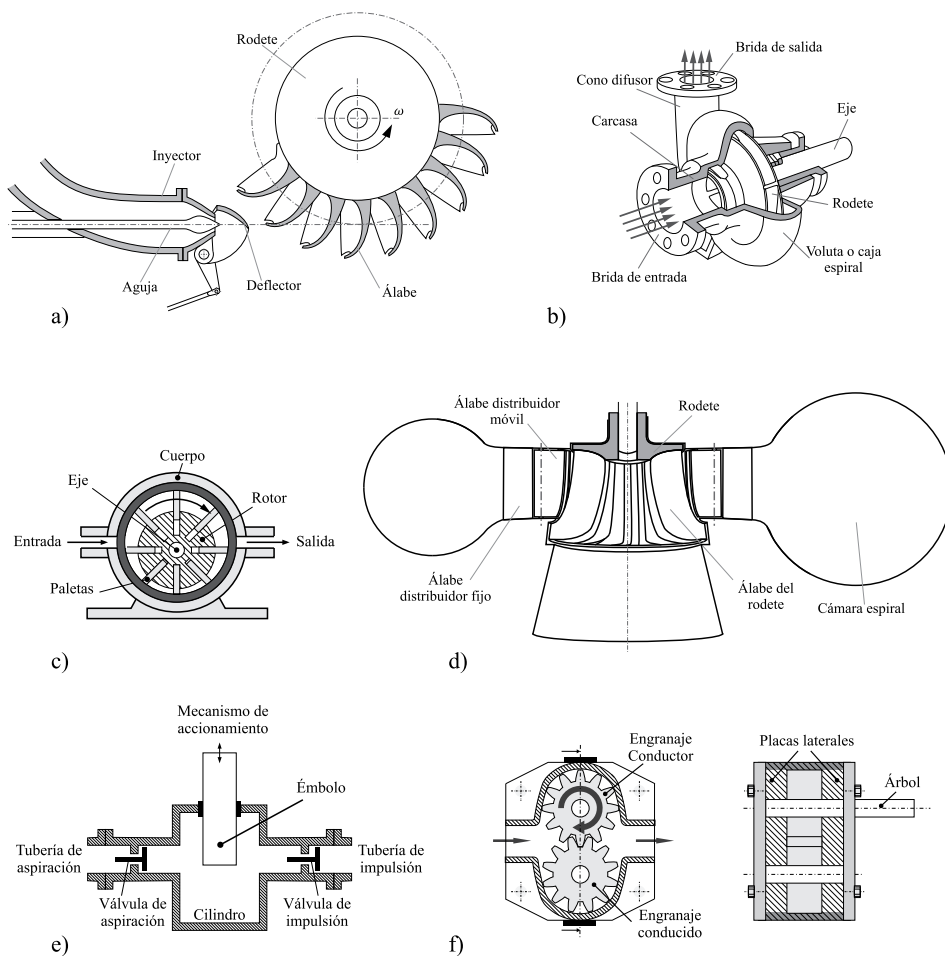 Rodete
ω
Inyector
Aguja
Deflector
Álabe
a)
Brida de salida
Cono difusor
Carcasa
Eje
Rodete
Voluta o caja
espiral
Brida de entrada
b)
Cuerpo
Eje
Rotor
Entrada
Salida
Paletas
c)
Álabe distribuidor
móvil
Rodete
Álabe
distribuidor fijo
Álabe del
rodete
Cámara espiral
d)
Mecanismo de
accionamiento
Émbolo
Tubería de
aspiración
Tubería de
impulsión
Válvula de
aspiración
Cilindro
Válvula de
impulsión
e)
Engranaje
Conductor
Engranaje
conducido
Placas laterales
Árbol
f)